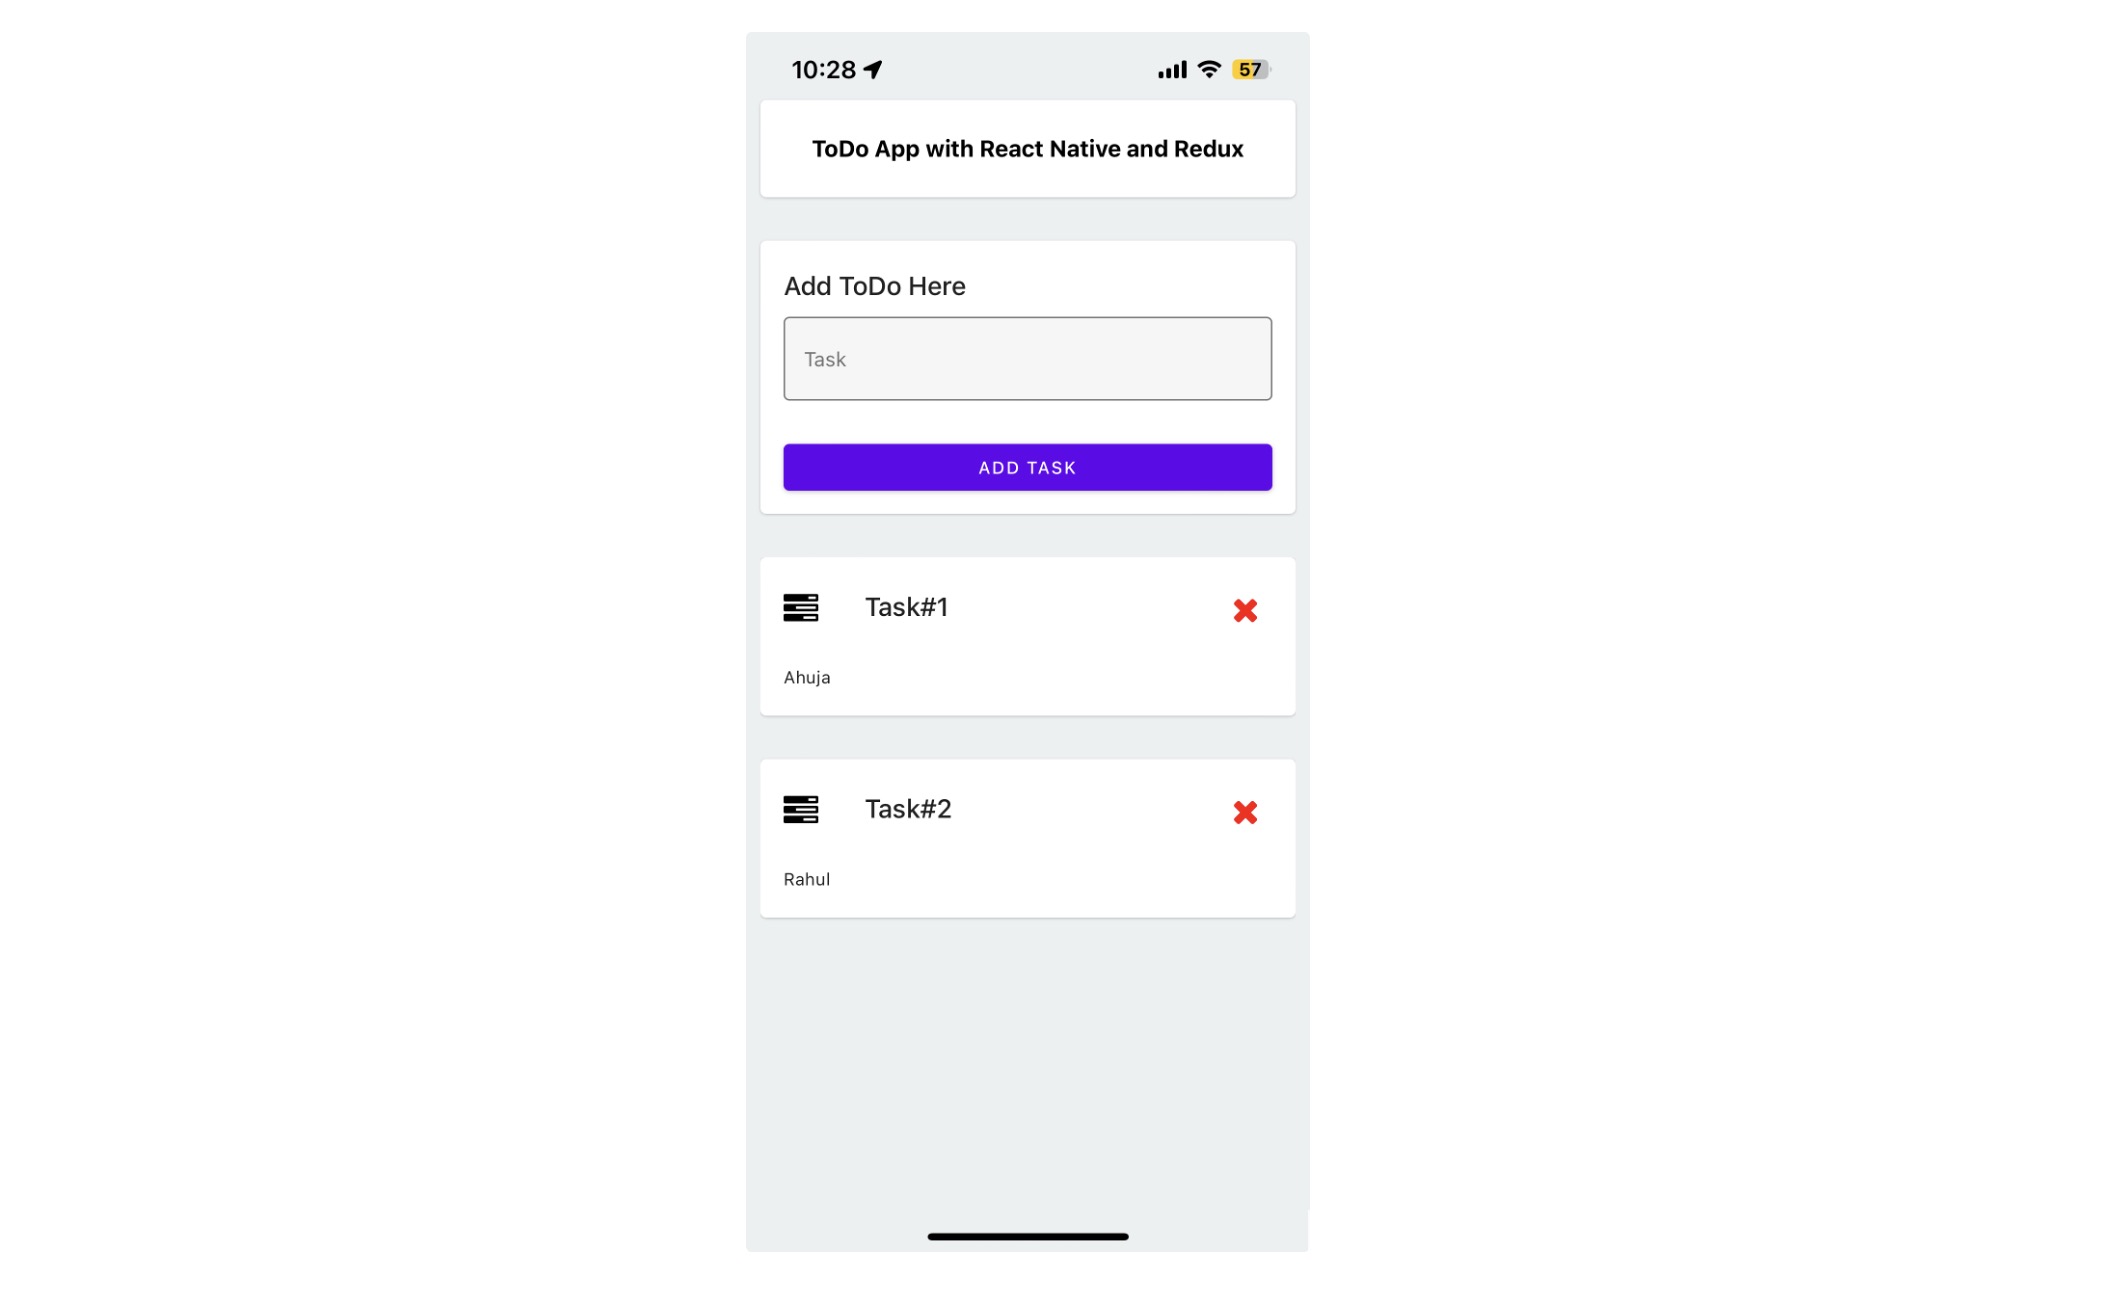 10:28
57
ToDo App with React Native and Redux
Add ToDo Here
Task
ADD TASK
Task#1
Ahuja
Task#2
Rahul